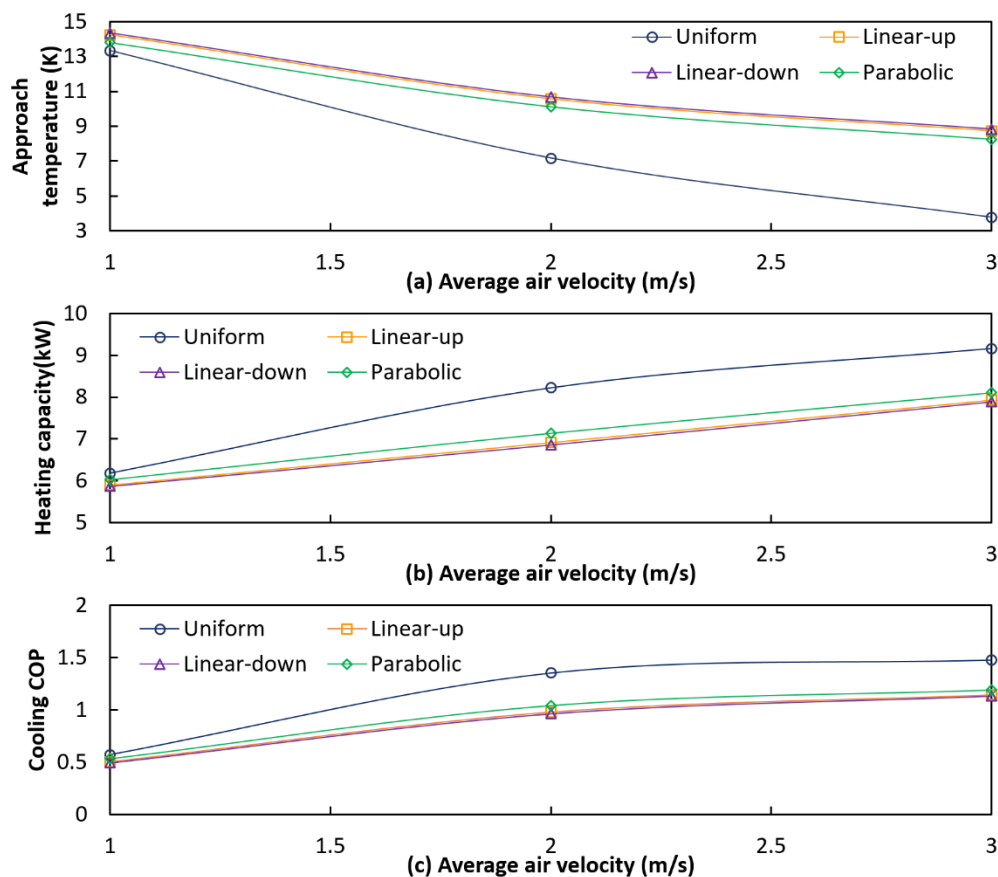 Approach
temperature (K)
15
13
11
9
7
5
3
Uniform
Linear-up
Linear-down
Parabolic
1
1.5
2
2.5
3
(a) Average air velocity (m/s)
Heating capacity(kW)
10
9
8
7
6
5
Uniform
Linear-up
Linear-down
Parabolic
1
1.5
2
2.5
3
(b) Average air velocity (m/s)
Cooling COP
2
1.5
1
0.5
0
Uniform
Linear-up
Linear-down
Parabolic
1
1.5
2
2.5
3
(c) Average air velocity (m/s)